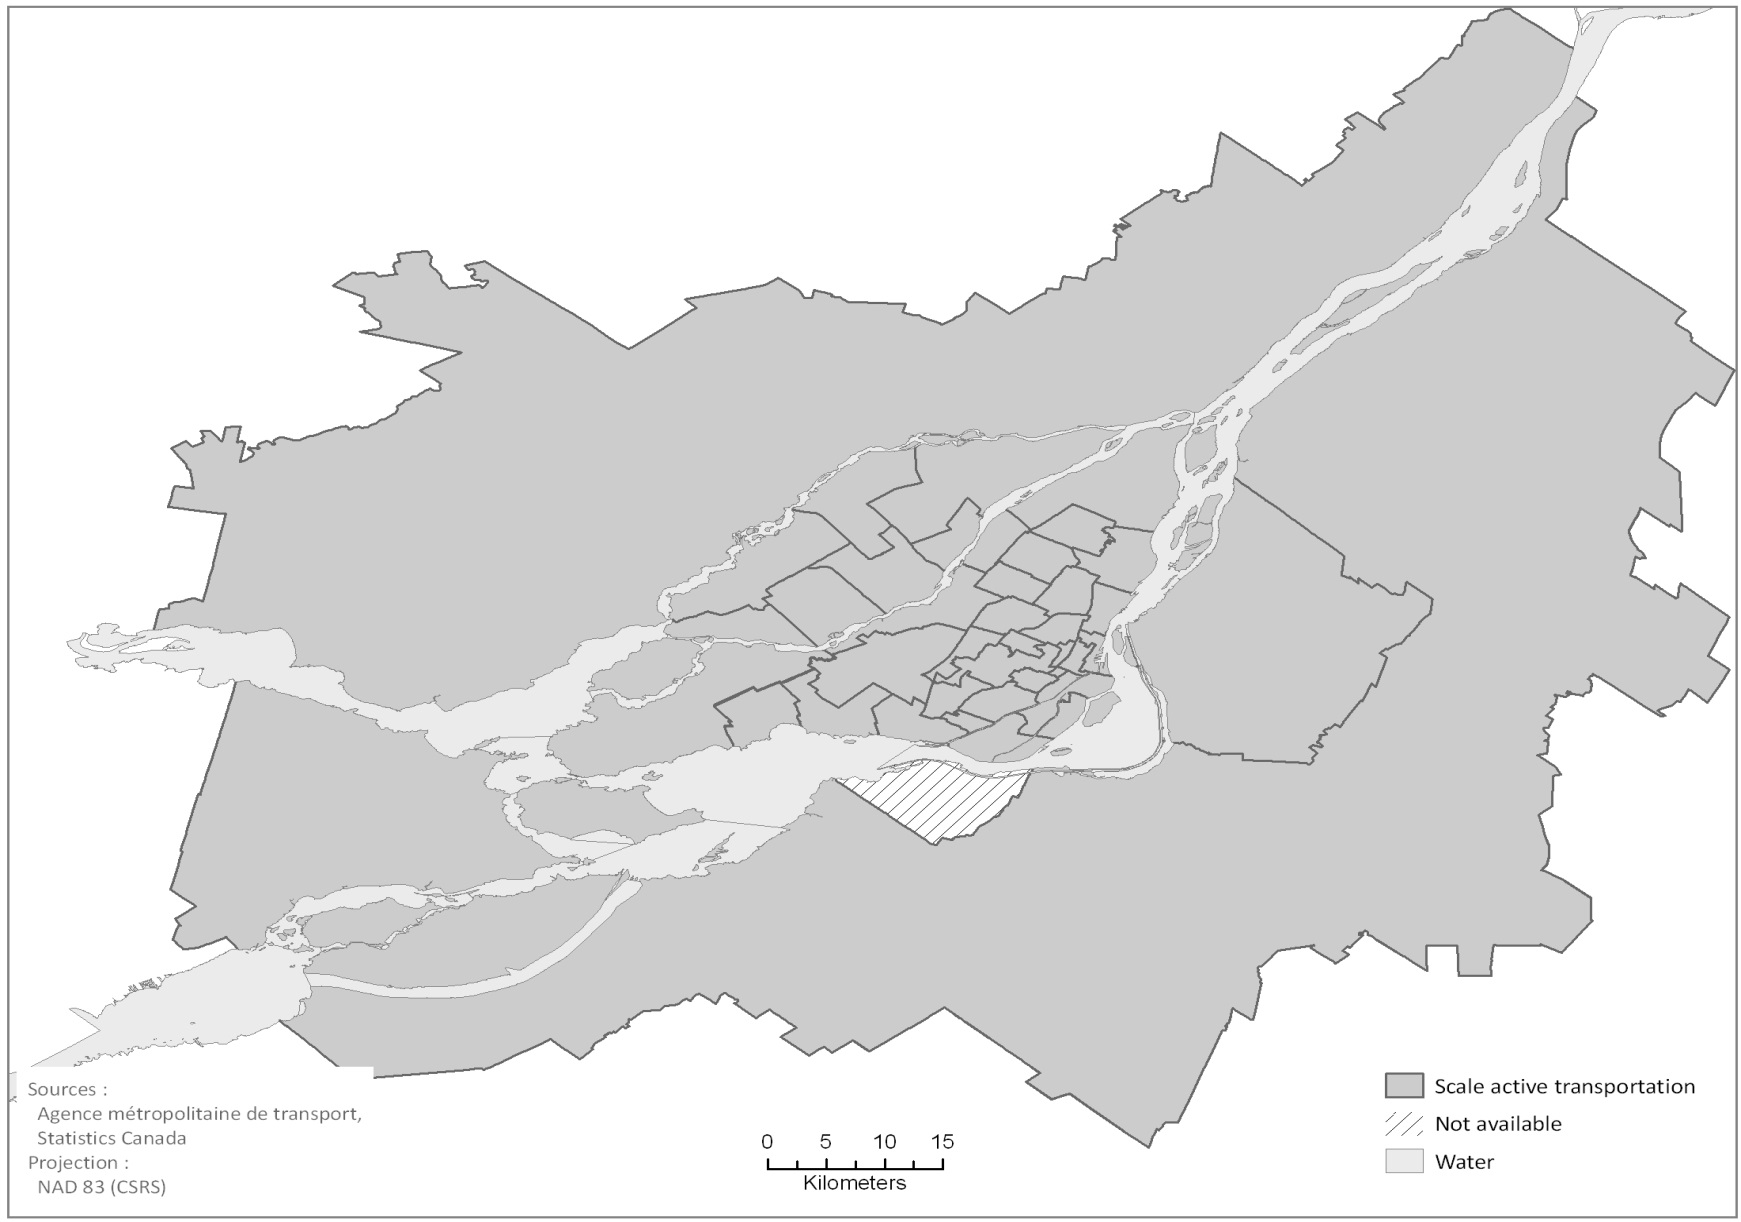 Sources :
Agence métropolitaine de transport,
Statistics Canada
Projection :
NAD 83 (CSRS)
0 5 10 15
Kilometers
Scale active transportation
Not available
Water